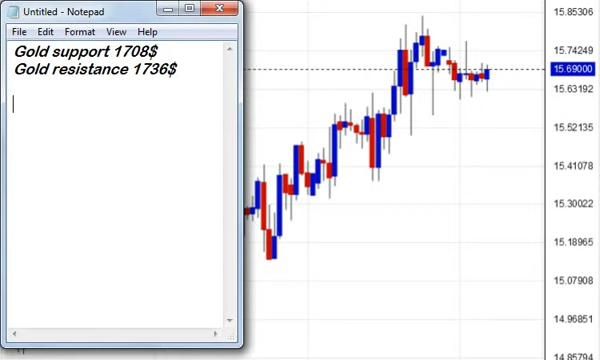 Untitled - Notepad
File Edit Format View Help
Gold support 1708$
Gold resistance 1736$
15.85306
15.74249
15.69000
15.63192
15.52135
15.41078
15.30022
15.18965
15.07908
14.96851
14.85794